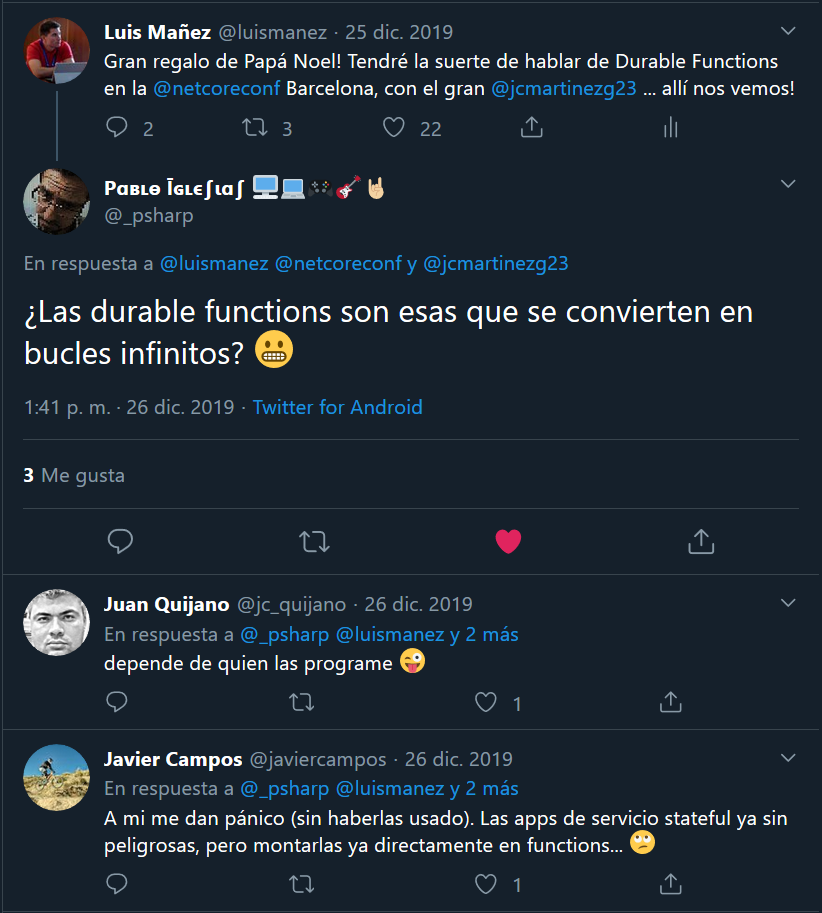 Luis Mañez @luismanez · 25 dic. 2019
Gran regalo de Papá Noel! Tendré la suerte de hablar de Durable Functions
en la @netcoreconf Barcelona, con el gran @jcmartinezg23 ... allí nos vemos!
2 3 22
Pɑʙʟɵ Īɢʟєʃιɑʃ 🖥️💻🎮🎸🤘🏼
@_psharp
En respuesta a @luismanez @netcoreconf y @jcmartinezg23
¿Las durable functions son esas que se convierten en
bucles infinitos? 😬
1:41 p. m. · 26 dic. 2019 · Twitter for Android
3 Me gusta
Juan Quijano @jc_quijano · 26 dic. 2019
En respuesta a @_psharp @luismanez y 2 más
depende de quien las programe 😜
1
Javier Campos @javiercampos · 26 dic. 2019
En respuesta a @_psharp @luismanez y 2 más
A mi me dan pánico (sin haberlas usado). Las apps de servicio stateful ya sin
peligrosas, pero montarlas ya directamente en functions... 🙄
1